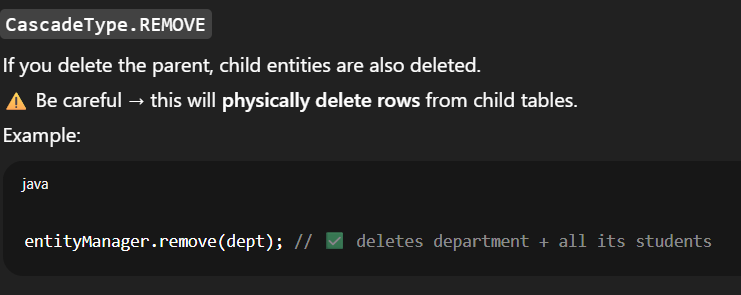 CascadeType.REMOVE
If you delete the parent, child entities are also deleted.
⚠️ Be careful → this will physically delete rows from child tables.
Example:
java
entityManager.remove(dept); // ✅ deletes department + all its students